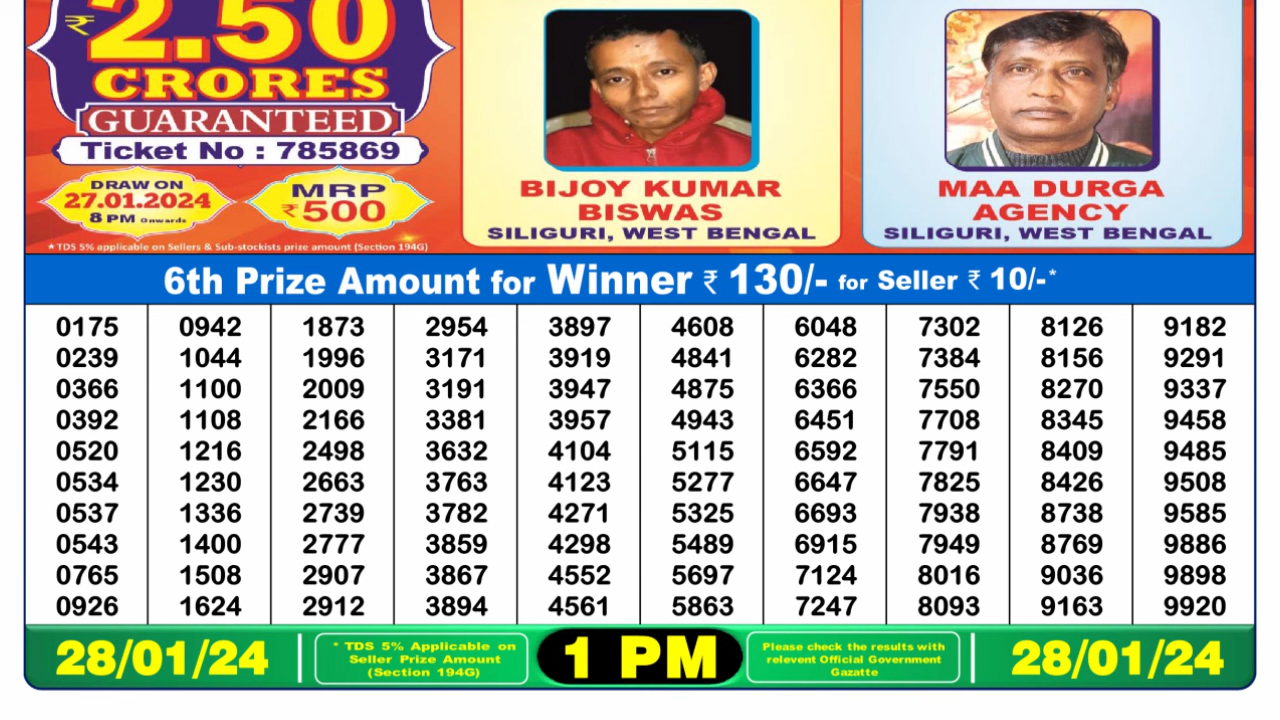 ₹2.50
CRORES
GUARANTEED
Ticket No : 785869
DRAW ON
27.01.2024
8 PM Onwards
MRP
₹500
★TDS 5% applicable on Sellers & Sub-stockists prize amount (Section 194G)
BIJOY KUMAR
BISWAS
SILIGURI, WEST BENGAL
MAA DURGA
AGENCY
SILIGURI, WEST BENGAL
6th Prize Amount for Winner ₹ 130/- for Seller ₹ 10/-*
0175 0942 1873 2954 3897 4608 6048 7302 8126 9182
0239 1044 1996 3171 3919 4841 6282 7384 8156 9291
0366 1100 2009 3191 3947 4875 6366 7550 8270 9337
0392 1108 2166 3381 3957 4943 6451 7708 8345 9458
0520 1216 2498 3632 4104 5115 6592 7791 8409 9485
0534 1230 2663 3763 4123 5277 6647 7825 8426 9508
0537 1336 2739 3782 4271 5325 6693 7938 8738 9585
0543 1400 2777 3859 4298 5489 6915 7949 8769 9886
0765 1508 2907 3867 4552 5697 7124 8016 9036 9898
0926 1624 2912 3894 4561 5863 7247 8093 9163 9920
28/01/24
* TDS 5% Applicable on
Seller Prize Amount
(Section 194G)
1 PM
Please check the results with
relevent Official Government
Gazatte
28/01/24